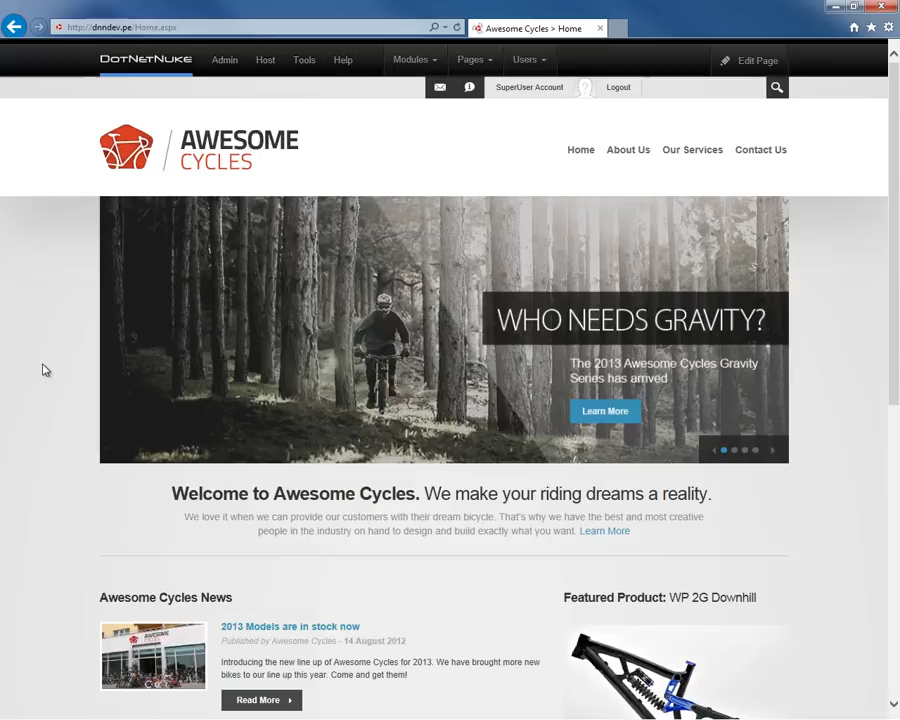 http://dnndev.pe/Home.aspx
Awesome Cycles > Home
DOTNETNUKE Admin Host Tools Help Modules Pages Users Edit Page
SuperUser Account Logout
AWESOME
CYCLES
Home About Us Our Services Contact Us
WHO NEEDS GRAVITY?
The 2013 Awesome Cycles Gravity
Series has arrived
Learn More
Welcome to Awesome Cycles. We make your riding dreams a reality.
We love it when we can provide our customers with their dream bicycle. That's why we have the best and most creative
people in the industry on hand to design and build exactly what you want. Learn More
Awesome Cycles News
Featured Product: WP 2G Downhill
2013 Models are in stock now
Published by Awesome Cycles - 14 August 2012
Introducing the new line up of Awesome Cycles for 2013. We have brought more new
bikes to our line up this year. Come and get them!
Read More
AWESOME
CYCLES